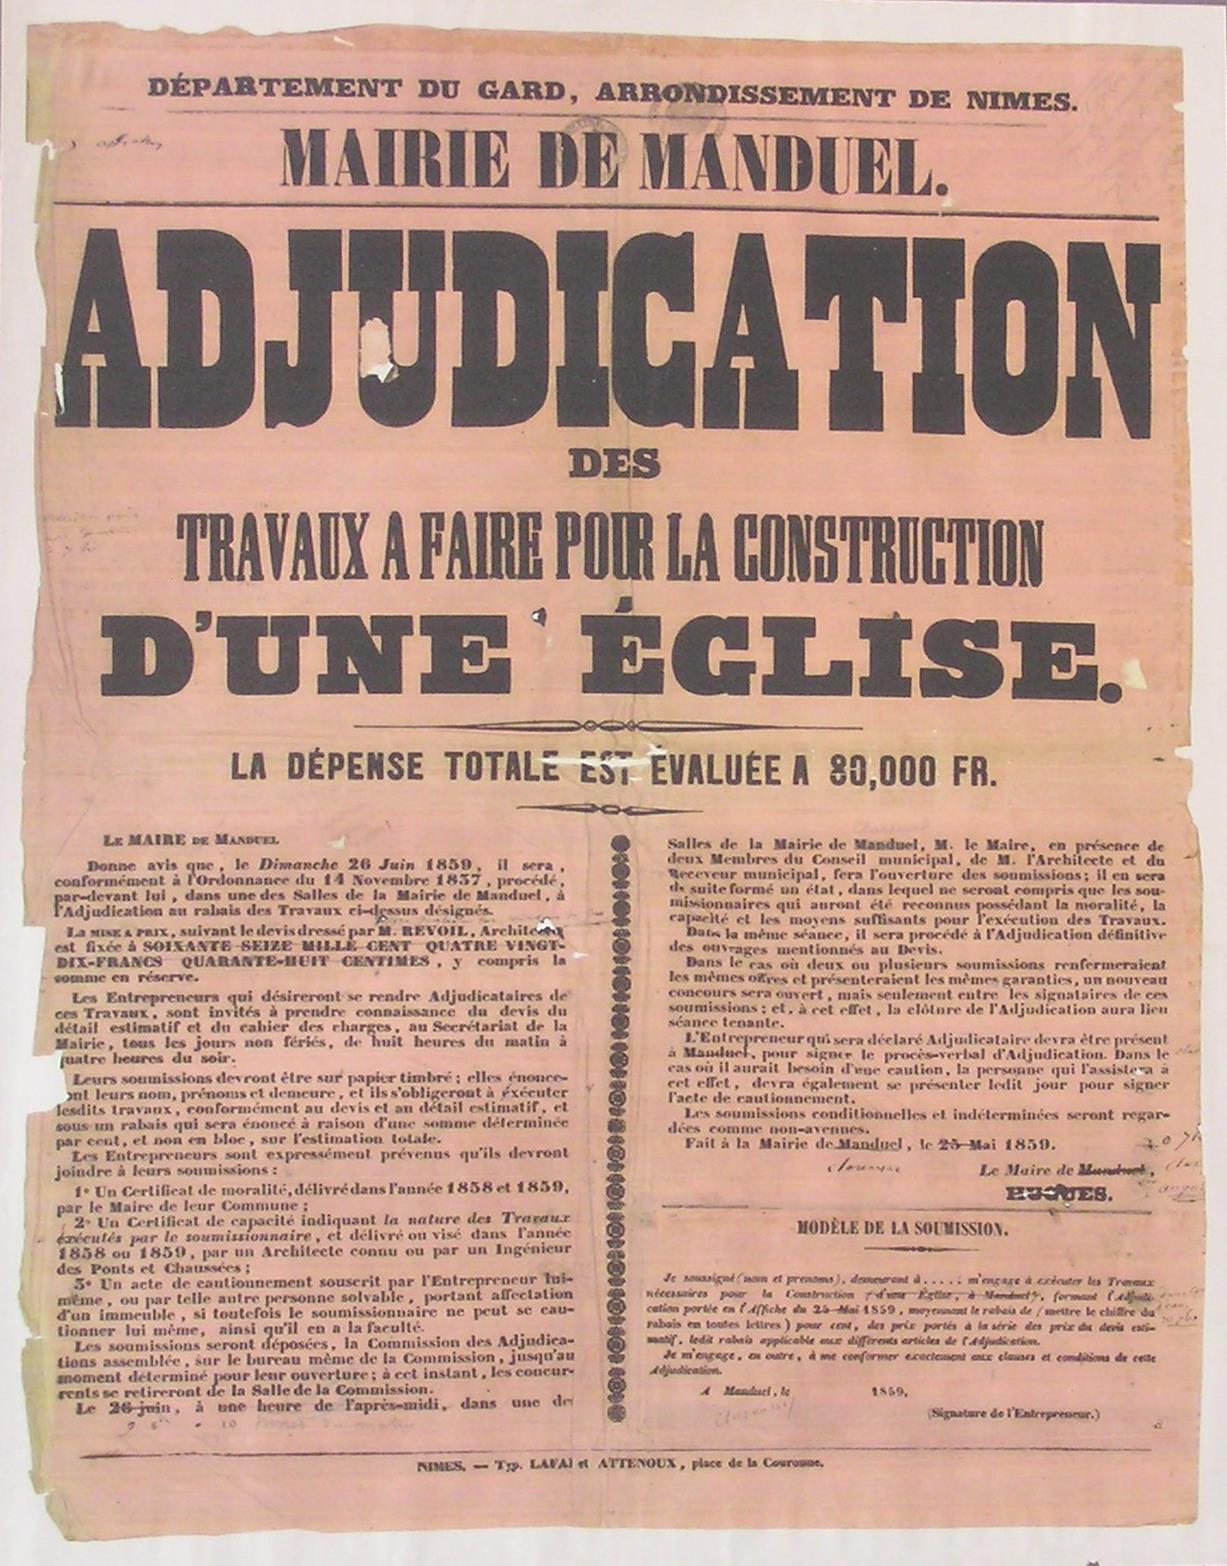 DÉPARTEMENT DU GARD, ARRONDISSEMENT DE NIMES.
MAIRIE DE MANDUEL.
ADJUDICATION
DES
TRAVAUX A FAIRE POUR LA CONSTRUCTION
D'UNE ÉGLISE.
LA DÉPENSE TOTALE EST ÉVALUÉE A 80,000 FR.
LE MAIRE DE MANDUEL
Donne avis que, le Dimanche 26 Juin 1859, il sera,
conformément à l'Ordonnance du 14 Novembre 1837, procédé,
par-devant lui, dans une des Salles de la Mairie de Manduel, à
l'Adjudication au rabais des Travaux ci-dessus désignés.
LA MISE A PRIX, suivant le devis dressé par M. REVOIL, Architecte,
est fixée à SOIXANTE SEIZE MILLE CENT QUATRE VINGT-
DIX-FRANCS QUARANTE-HUIT CENTIMES, y compris la
somme en réserve.
Les Entrepreneurs qui désireront se rendre Adjudicataires de
ces Travaux, sont invités à prendre connaissance du devis du
détail estimatif et du cahier des charges, au Secrétariat de la
Mairie, tous les jours non fériés, de huit heures du matin à
quatre heures du soir.
Leurs soumissions devront être sur papier timbré; elles énonce-
ront leurs nom, prénoms et demeure, et ils s'obligeront à exécuter
lesdits travaux, conformément au devis et au détail estimatif, et
sous un rabais qui sera énoncé à raison d'une somme déterminée
par cent, et non en bloc, sur l'estimation totale.
Les Entrepreneurs sont expressément prévenus qu'ils devront
joindre à leurs soumissions:
1° Un Certificat de moralité, délivré dans l'année 1858 et 1859,
par le Maire de leur Commune;
2° Un Certificat de capacité indiquant la nature des Travaux
exécutés par le soumissionnaire, et délivré ou visé dans l'année
1858 ou 1859, par un Architecte connu ou par un Ingénieur
des Ponts et Chaussées;
3° Un acte de cautionnement souscrit par l'Entrepreneur lui-
même, ou par telle autre personne solvable, portant affectation
d'un immeuble, si toutefois le soumissionnaire ne peut se cau-
tionner lui même, ainsi qu'il en a la faculté.
Les soumissions seront déposées, la Commission des Adjudica-
tions assemblée, sur le bureau même de la Commission, jusqu'au
moment déterminé pour leur ouverture; à cet instant, les concur-
rents se retireront de la Salle de la Commission.
Le 26 juin, à une heure de l'après-midi, dans une des
Salles de la Mairie de Manduel, M. le Maire, en présence de
deux Membres du Conseil municipal, de M. l'Architecte et du
Receveur municipal, fera l'ouverture des soumissions; il en sera
de suite formé un état, dans lequel ne seront compris que les sou-
missionnaires qui auront été reconnus possédant la moralité, la
capacité et les moyens suffisants pour l'exécution des Travaux.
Dans la même séance, il sera procédé à l'Adjudication définitive
des ouvrages mentionnés au Devis.
Dans le cas où deux ou plusieurs soumissions renfermeraient
les mêmes offres et présenteraient les mêmes garanties, un nouveau
concours sera ouvert, mais seulement entre les signataires de ces
soumissions; et, à cet effet, la clôture de l'Adjudication aura lieu
séance tenante.
L'Entrepreneur qui sera déclaré Adjudicataire devra être présent
à Manduel, pour signer le procès-verbal d'Adjudication. Dans le
cas où il aurait besoin d'une caution, la personne qui l'assistera à
cet effet, devra également se présenter ledit jour pour signer
l'acte de cautionnement.
Les soumissions conditionnelles et indéterminées seront regar-
dées comme non-avenues.
Fait à la Mairie de Manduel, le 25 Mai 1859.
Le Maire de Manduel,
HUGUES.
MODÈLE DE LA SOUMISSION.
Je soussigné (nom et prenoms), demeurant à ..... m'engage à exécuter les Travaux
nécessaires pour la Construction (d'une Église, à Manduel), formant l'Adjudi-
cation portée en l'Affiche du 25 Mai 1859, moyennant le rabais de (mettre le chiffre du
rabais en toutes lettres) pour cent, des prix portés à la série des prix du devis esti-
matif, ledit rabais applicable aux différents articles de l'Adjudication.
Je m'engage, en outre, à me conformer exactement aux clauses et conditions de cette
Adjudication.
A Manduel, le 1859.
(Signature de l'Entrepreneur.)
NIMES. — Typ. LAFAI et ATTENOUX, place de la Couronne.